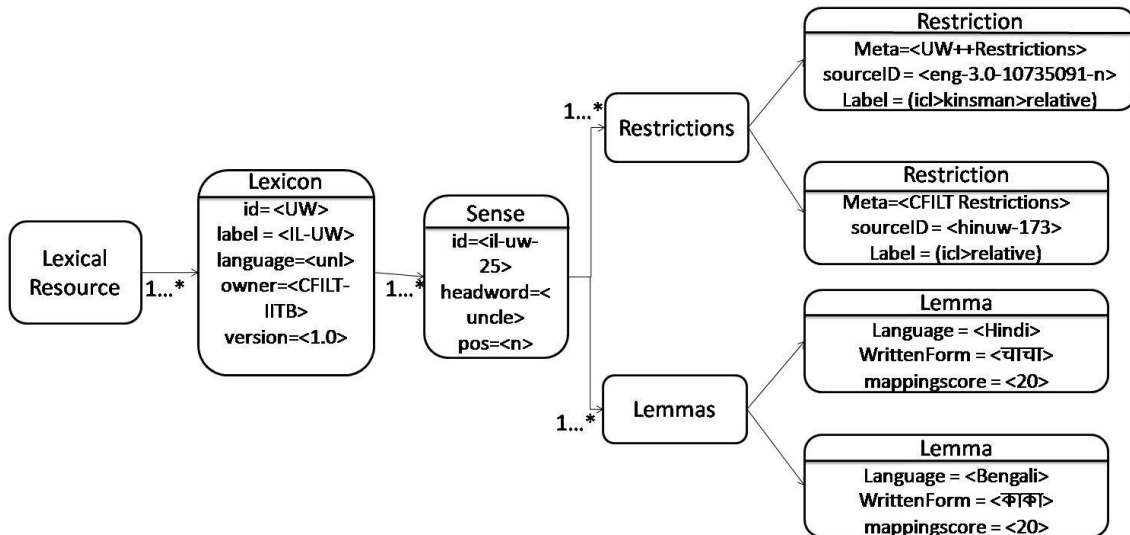 Lexical
Resource
1...*
Lexicon
id= <UW>
label = <IL-UW>
language=<unl>
owner=<CFILT-
IITB>
version=<1.0>
1...*
Sense
id=<il-uw-
25>
headword=<
uncle>
pos=<n>
1...*
Restrictions
Restriction
Meta=<UW++Restrictions>
sourceID = <eng-3.0-10735091-n>
Label = (icl>kinsman>relative)
Restriction
Meta=<CFILT Restrictions>
sourceID = <hinuw-173>
Label = (icl>relative)
1...*
Lemmas
Lemma
Language = <Hindi>
WrittenForm = <चाचा>
mappingscore = <20>
Lemma
Language = <Bengali>
WrittenForm = <কাকা>
mappingscore = <20>